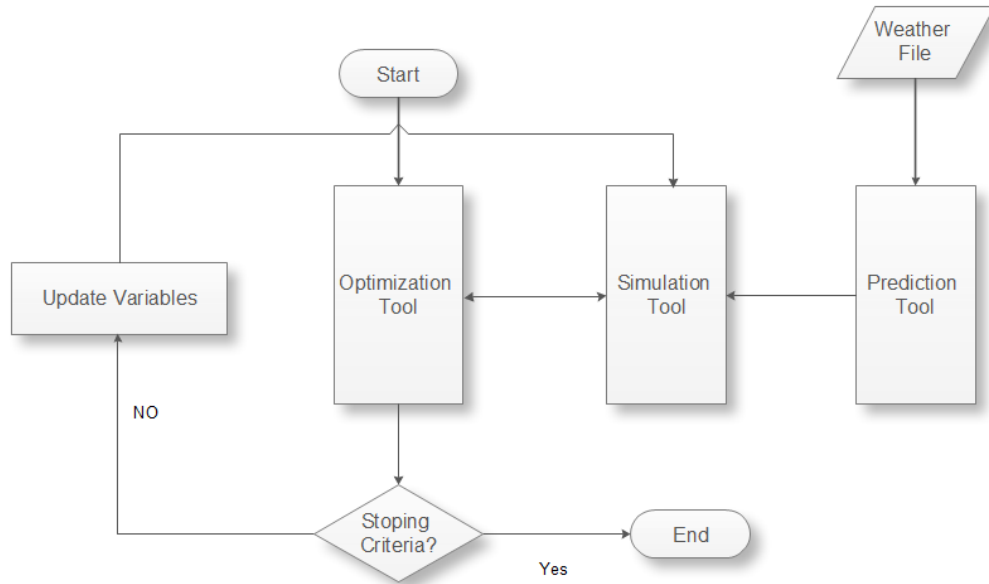 Weather
File
Start
Update Variables
Optimization
Tool
Simulation
Tool
Prediction
Tool
NO
Stoping
Criteria?
End
Yes